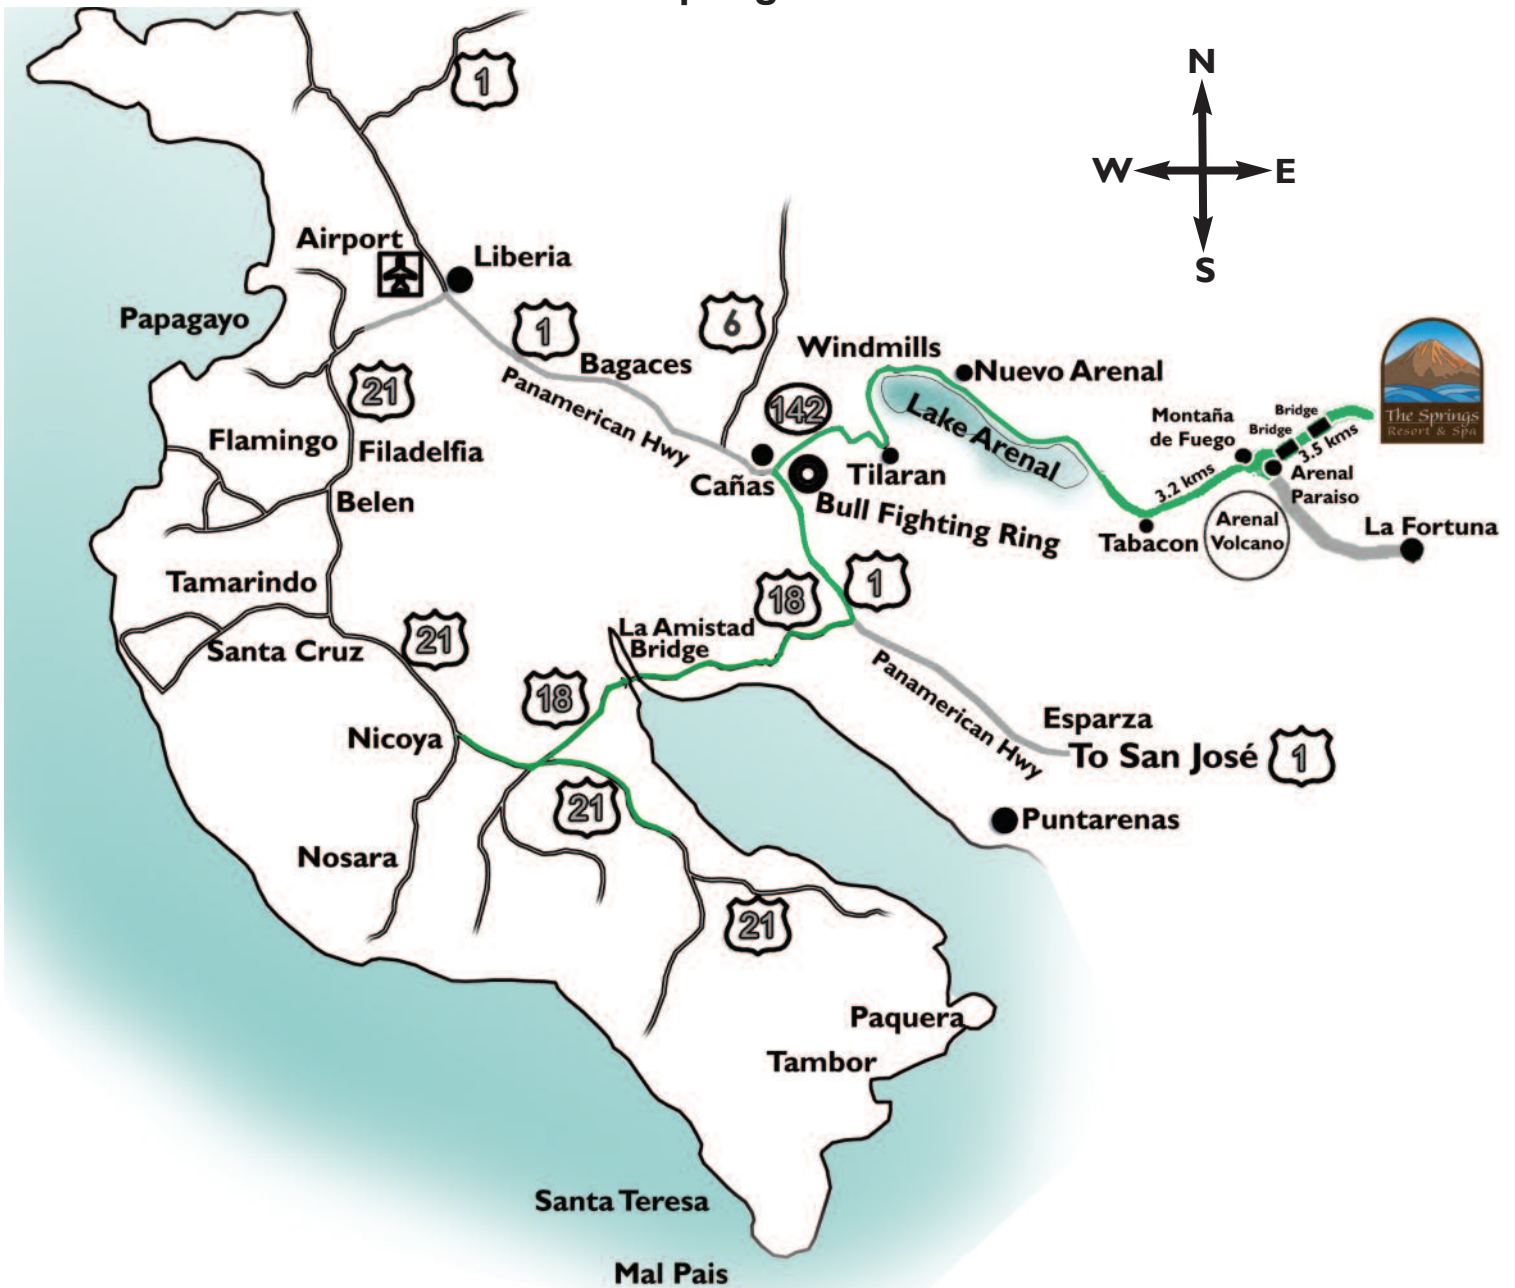 N
W E
S
1
Airport
Liberia
Papagayo
1
6
Bagaces
Panamerican Hwy
Windmills
Nuevo Arenal
Lake Arenal
21
142
Flamingo
Filadelfia
Cañas
Tilaran
Bull Fighting Ring
Montaña
de Fuego
Bridge
Bridge
3.5 kms
3.2 kms
The Springs
Resort & Spa
Arenal
Paraiso
Belen
Tabacon
Arenal
Volcano
La Fortuna
Tamarindo
18
1
La Amistad
Bridge
Santa Cruz
21
Panamerican Hwy
18
Nicoya
Esparza
To San José
1
21
Puntarenas
Nosara
21
Paquera
Tambor
Santa Teresa
Mal Pais